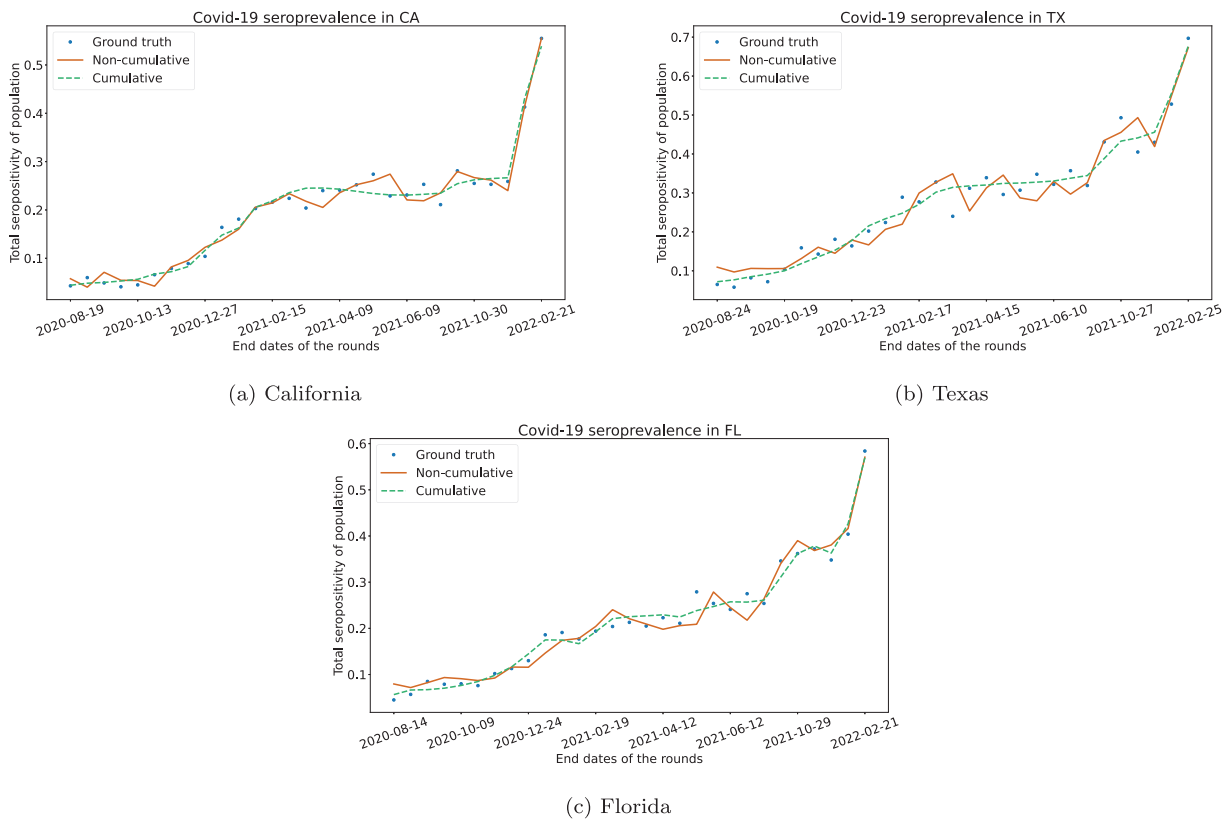 Covid-19 seroprevalence in CA
Ground truth
Non-cumulative
Cumulative
Total seropositivity of population
0.5
0.4
0.3
0.2
0.1
2020-08-19
2020-10-13
2020-12-27
2021-02-15
2021-04-09
2021-06-09
2021-10-30
2022-02-21
End dates of the rounds
(a) California
Covid-19 seroprevalence in TX
Ground truth
Non-cumulative
Cumulative
Total seropositivity of population
0.7
0.6
0.5
0.4
0.3
0.2
0.1
2020-08-24
2020-10-19
2020-12-23
2021-02-17
2021-04-15
2021-06-10
2021-10-27
2022-02-25
End dates of the rounds
(b) Texas
Covid-19 seroprevalence in FL
Ground truth
Non-cumulative
Cumulative
Total seropositivity of population
0.6
0.5
0.4
0.3
0.2
0.1
2020-08-14
2020-10-09
2020-12-24
2021-02-19
2021-04-12
2021-06-12
2021-10-29
2022-02-21
End dates of the rounds
(c) Florida